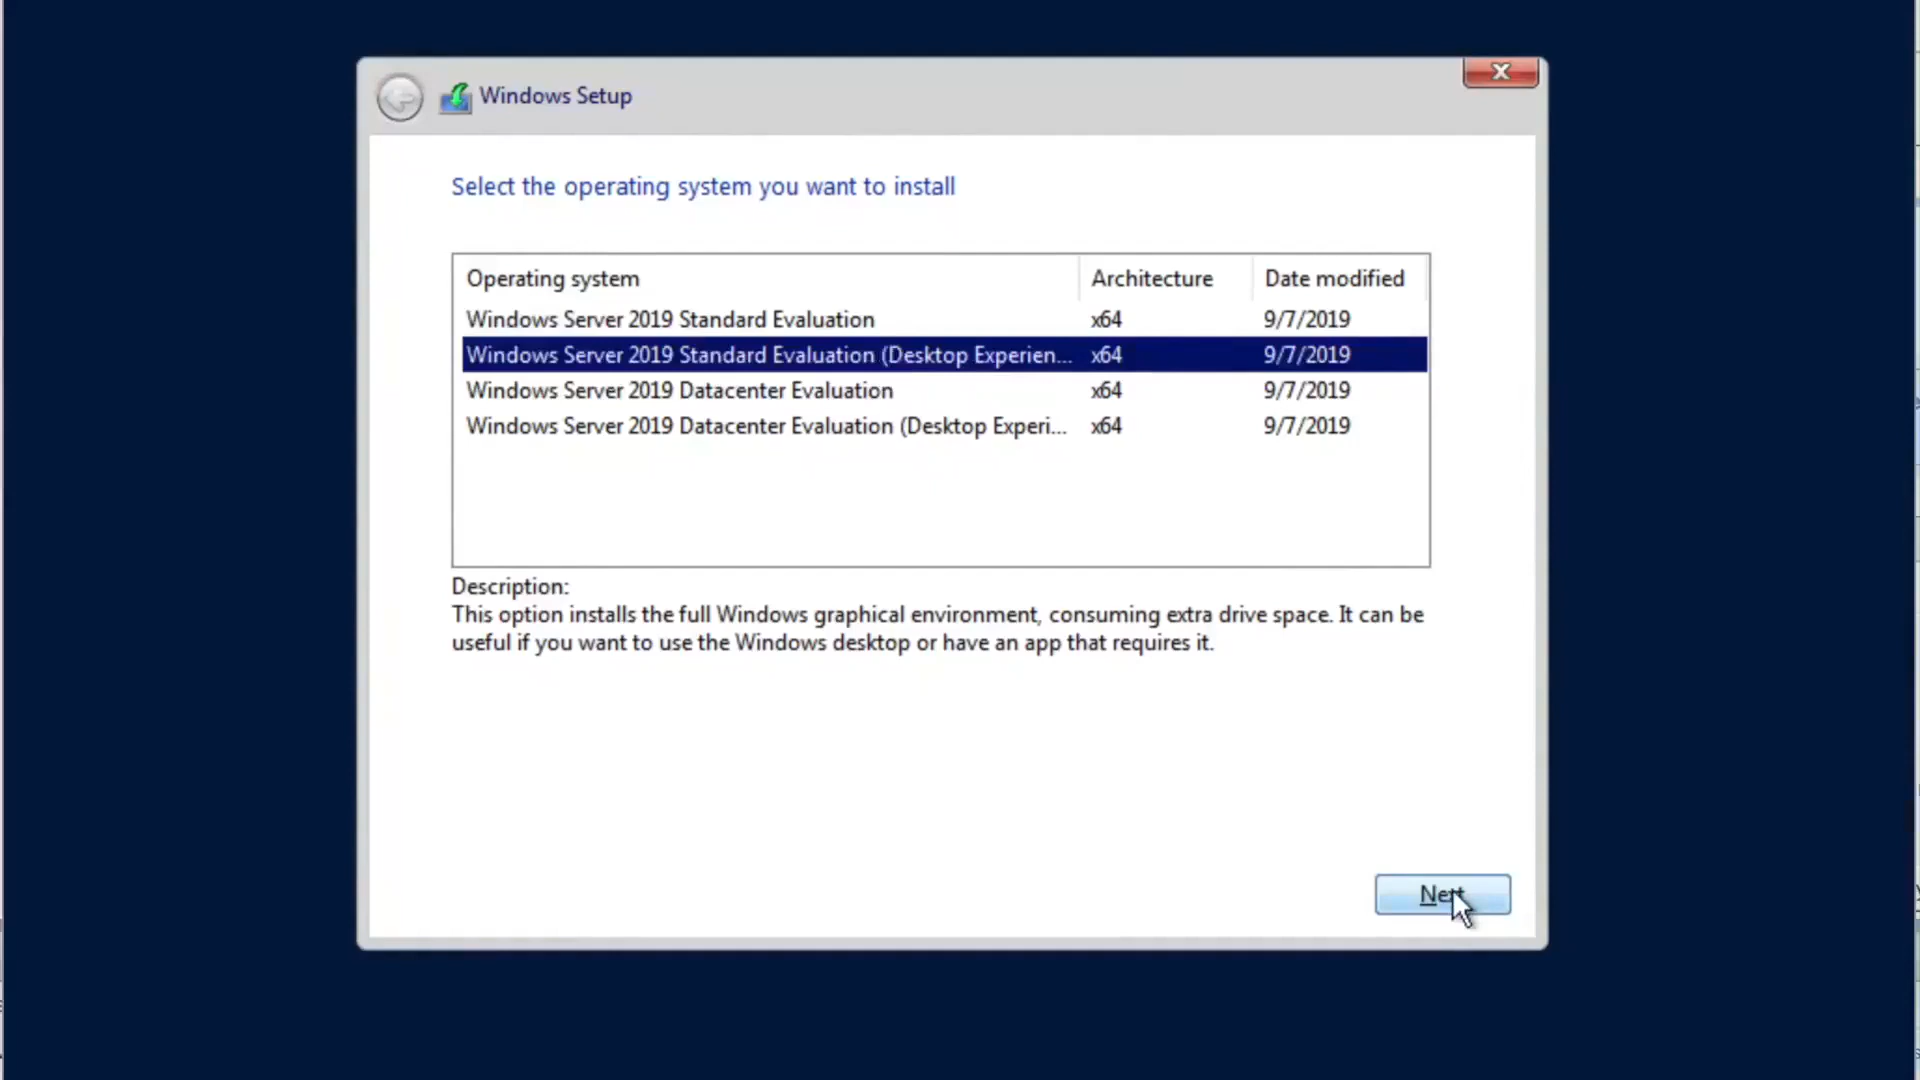 Windows Setup
Select the operating system you want to install
Operating system Architecture Date modified
Windows Server 2019 Standard Evaluation x64 9/7/2019
Windows Server 2019 Standard Evaluation (Desktop Experien... x64 9/7/2019
Windows Server 2019 Datacenter Evaluation x64 9/7/2019
Windows Server 2019 Datacenter Evaluation (Desktop Experi... x64 9/7/2019
Description:
This option installs the full Windows graphical environment, consuming extra drive space. It can be
useful if you want to use the Windows desktop or have an app that requires it.
Next